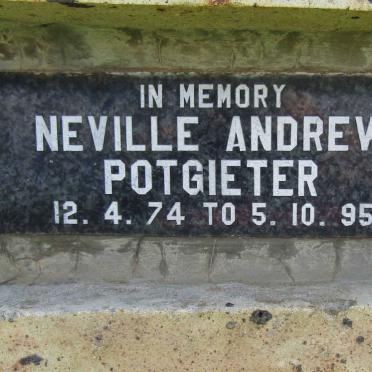 IN MEMORY
NEVILLE ANDREW
POTGIETER
12. 4. 74 TO 5. 10. 95